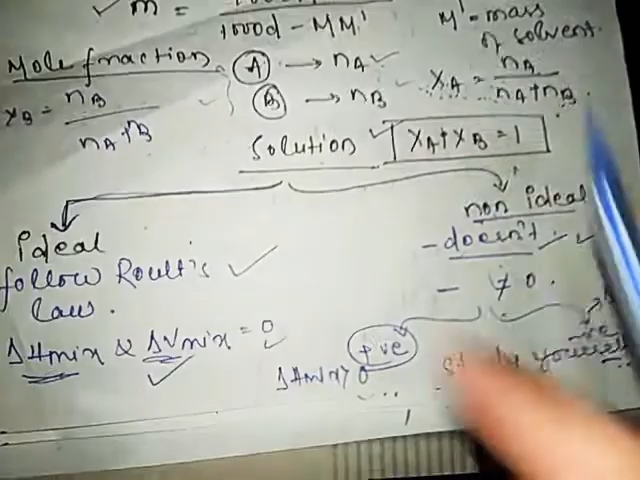 m = 
1000d - MM'
M' = mass
of solvent.
Mole fraction
A → nA
xA = nA / nA+nB
xB = nB / nA+nB
B → nB
Solution
xA+xB = 1
ideal
follow Roult's
law.
ΔHmix & ΔVmix = 0
non ideal
- doesn't
- ≠ 0.
+ve
-ve
ΔHmix > 0